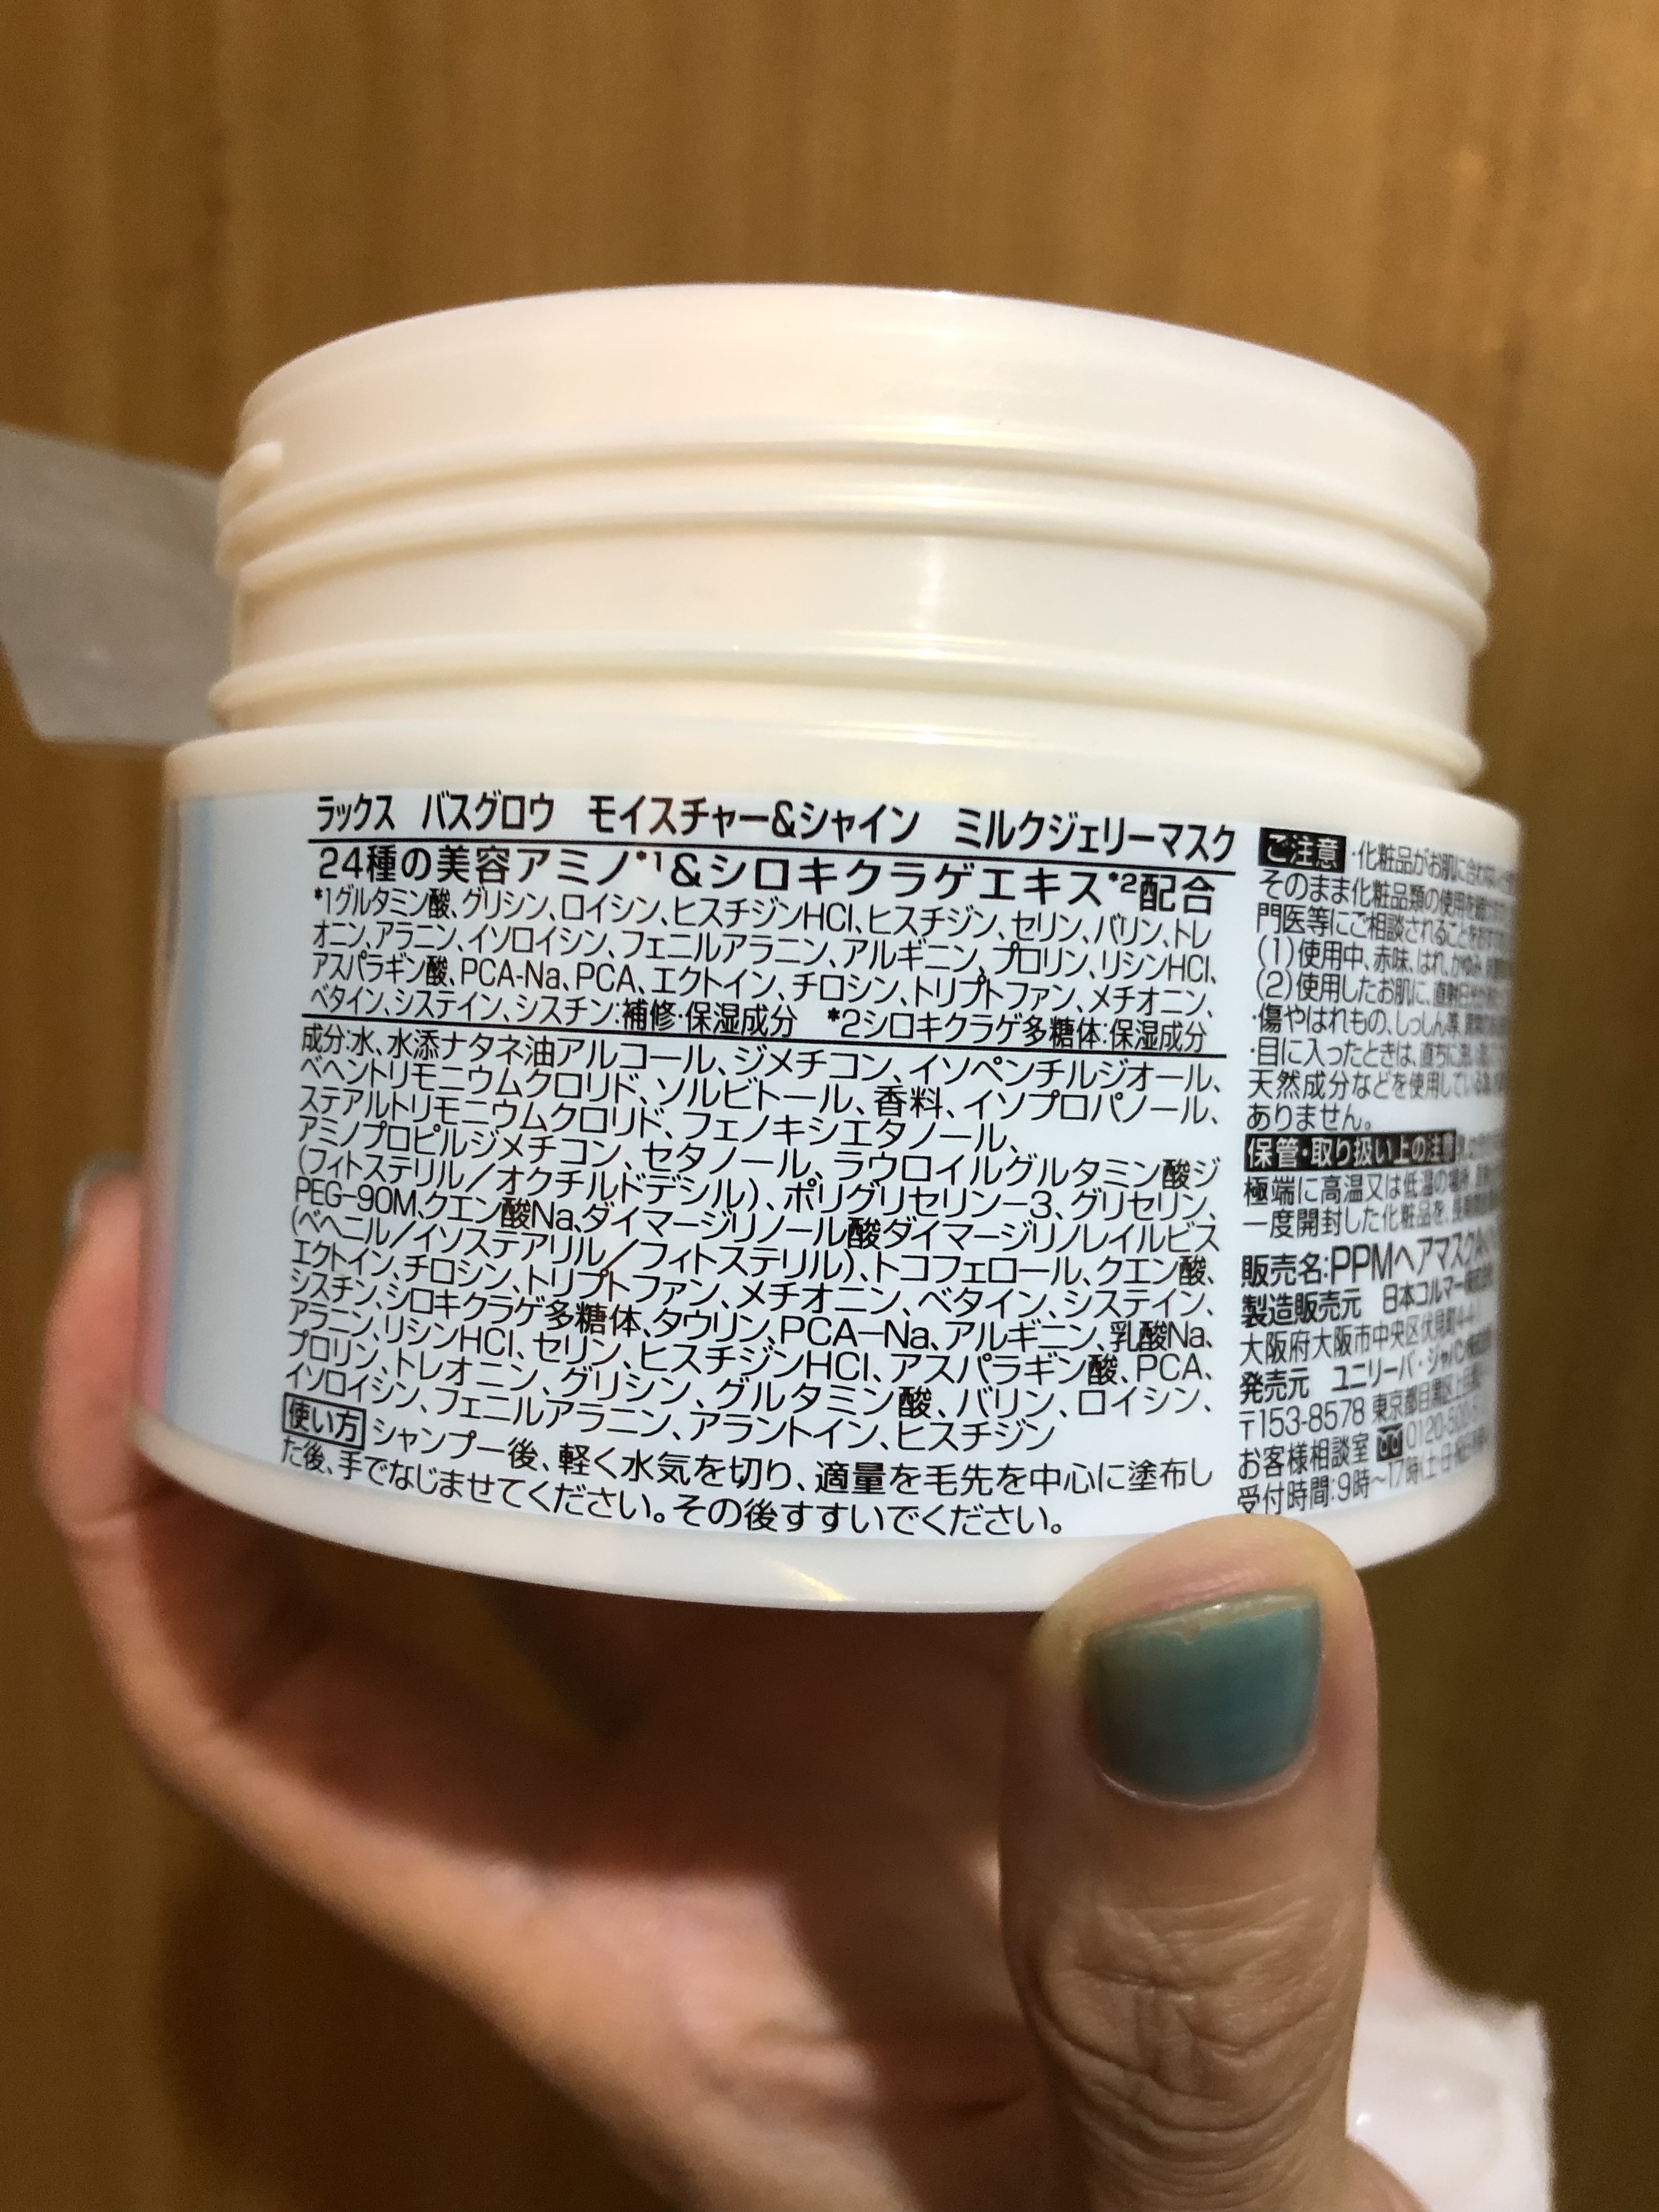 ラックス バスグロウ モイスチャー&シャイン ミルクジェリーマスク
24種の美容アミノ*1&シロキクラゲエキス*2配合
*1グルタミン酸、グリシン、ロイシン、ヒスチジンHCl、ヒスチジン、セリン、バリン、トレ
オニン、アラニン、イソロイシン、フェニルアラニン、アルギニン、プロリン、リシンHCl、
アスパラギン酸、PCA-Na、PCA、エクトイン、チロシン、トリプトファン、メチオニン、
ベタイン、システイン、シスチン:補修・保湿成分 *2シロキクラゲ多糖体:保湿成分
成分:水、水添ナタネ油アルコール、ジメチコン、イソペンチルジオール、
ベヘントリモニウムクロリド、ソルビトール、香料、イソプロパノール、
ステアルトリモニウムクロリド、フェノキシエタノール、
アミノプロピルジメチコン、セタノール、ラウロイルグルタミン酸ジ
(フィトステリル/オクチルドデシル)、ポリグリセリン-3、グリセリン、
PEG-90M、クエン酸Na、ダイマージリノール酸ダイマージリノレイルビス
(ベヘニル/イソステアリル/フィトステリル)、トコフェロール、クエン酸、
エクトイン、チロシン、トリプトファン、メチオニン、ベタイン、システイン、
シスチン、シロキクラゲ多糖体、タウリン、PCA-Na、アルギニン、乳酸Na、
アラニン、リシンHCl、セリン、ヒスチジンHCl、アスパラギン酸、PCA、
プロリン、トレオニン、グリシン、グルタミン酸、バリン、ロイシン、
イソロイシン、フェニルアラニン、アラントイン、ヒスチジン
使い方 シャンプー後、軽く水気を切り、適量を毛先を中心に塗布し
た後、手でなじませてください。その後すすいでください。
ご注意 ・化粧品がお肌に合わない
そのまま化粧品類の使用を
門医等にご相談されることを
(1)使用中、赤味、はれ、かゆみ、
(2)使用したお肌に、直射日光
・傷やはれもの、しっしん等、
・目に入ったときは、直ちに
天然成分などを使用している
ありません。
保管・取り扱い上の注意
極端に高温又は低温の場所、
一度開封した化粧品を、長期間
販売名:PPMヘアマスク
製造販売元 日本コルマー株式会社
大阪府大阪市中央区伏見町4-4-1
発売元 ユニリーバ・ジャパン
〒153-8578 東京都目黒区上目黒
お客様相談室 0120-500-
受付時間:9時〜17時(土・日・祝日